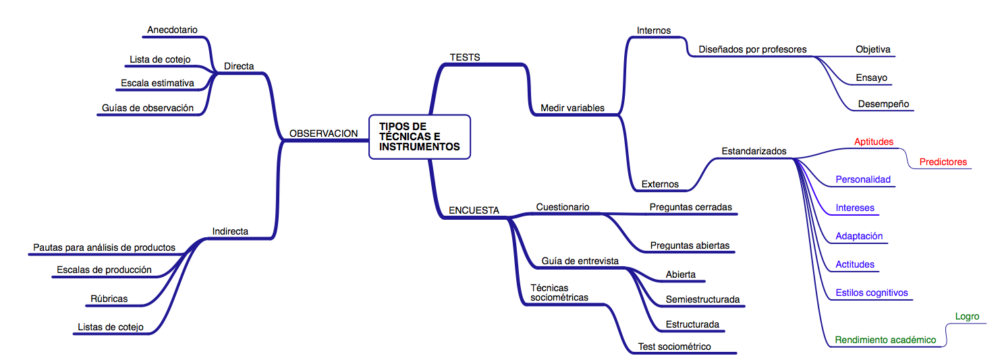 TIPOS DE
TÉCNICAS E
INSTRUMENTOS
OBSERVACION
Directa
Anecdotario
Lista de cotejo
Escala estimativa
Guías de observación
Indirecta
Pautas para análisis de productos
Escalas de producción
Rúbricas
Listas de cotejo
TESTS
Medir variables
Internos
Diseñados por profesores
Objetiva
Ensayo
Desempeño
Externos
Estandarizados
Aptitudes
Predictores
Personalidad
Intereses
Adaptación
Actitudes
Estilos cognitivos
Rendimiento académico
Logro
ENCUESTA
Cuestionario
Preguntas cerradas
Preguntas abiertas
Guía de entrevista
Abierta
Semiestructurada
Estructurada
Técnicas
sociométricas
Test sociométrico